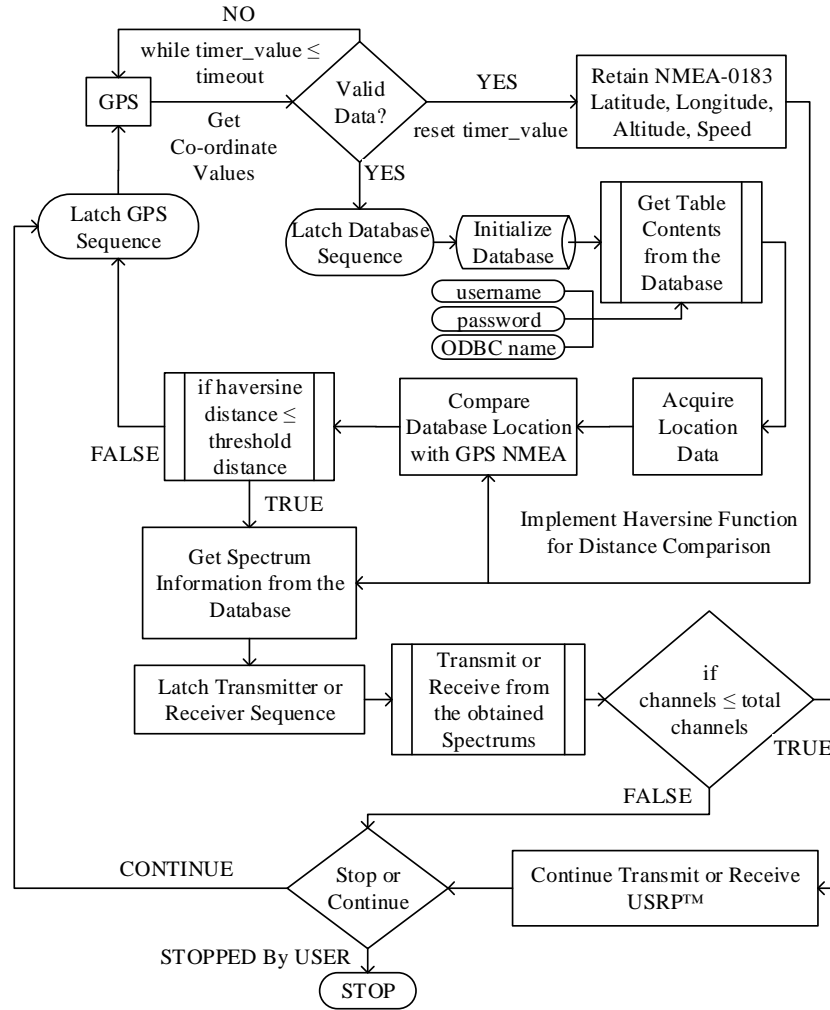 NO
while timer_value ≤
timeout
GPS
Get
Co-ordinate
Values
Valid
Data?
YES
reset timer_value
Retain NMEA-0183
Latitude, Longitude,
Altitude, Speed
YES
Latch GPS
Sequence
Latch Database
Sequence
Initialize
Database
Get Table
Contents
from the
Database
username
password
ODBC name
if haversine
distance ≤
threshold
distance
FALSE
TRUE
Compare
Database Location
with GPS NMEA
Acquire
Location
Data
Implement Haversine Function
for Distance Comparison
Get Spectrum
Information from the
Database
Latch Transmitter or
Receiver Sequence
Transmit or
Receive from
the obtained
Spectrums
if
channels ≤ total
channels
TRUE
FALSE
CONTINUE
Stop or
Continue
Continue Transmit or Receive
USRP™
STOPPED By USER
STOP